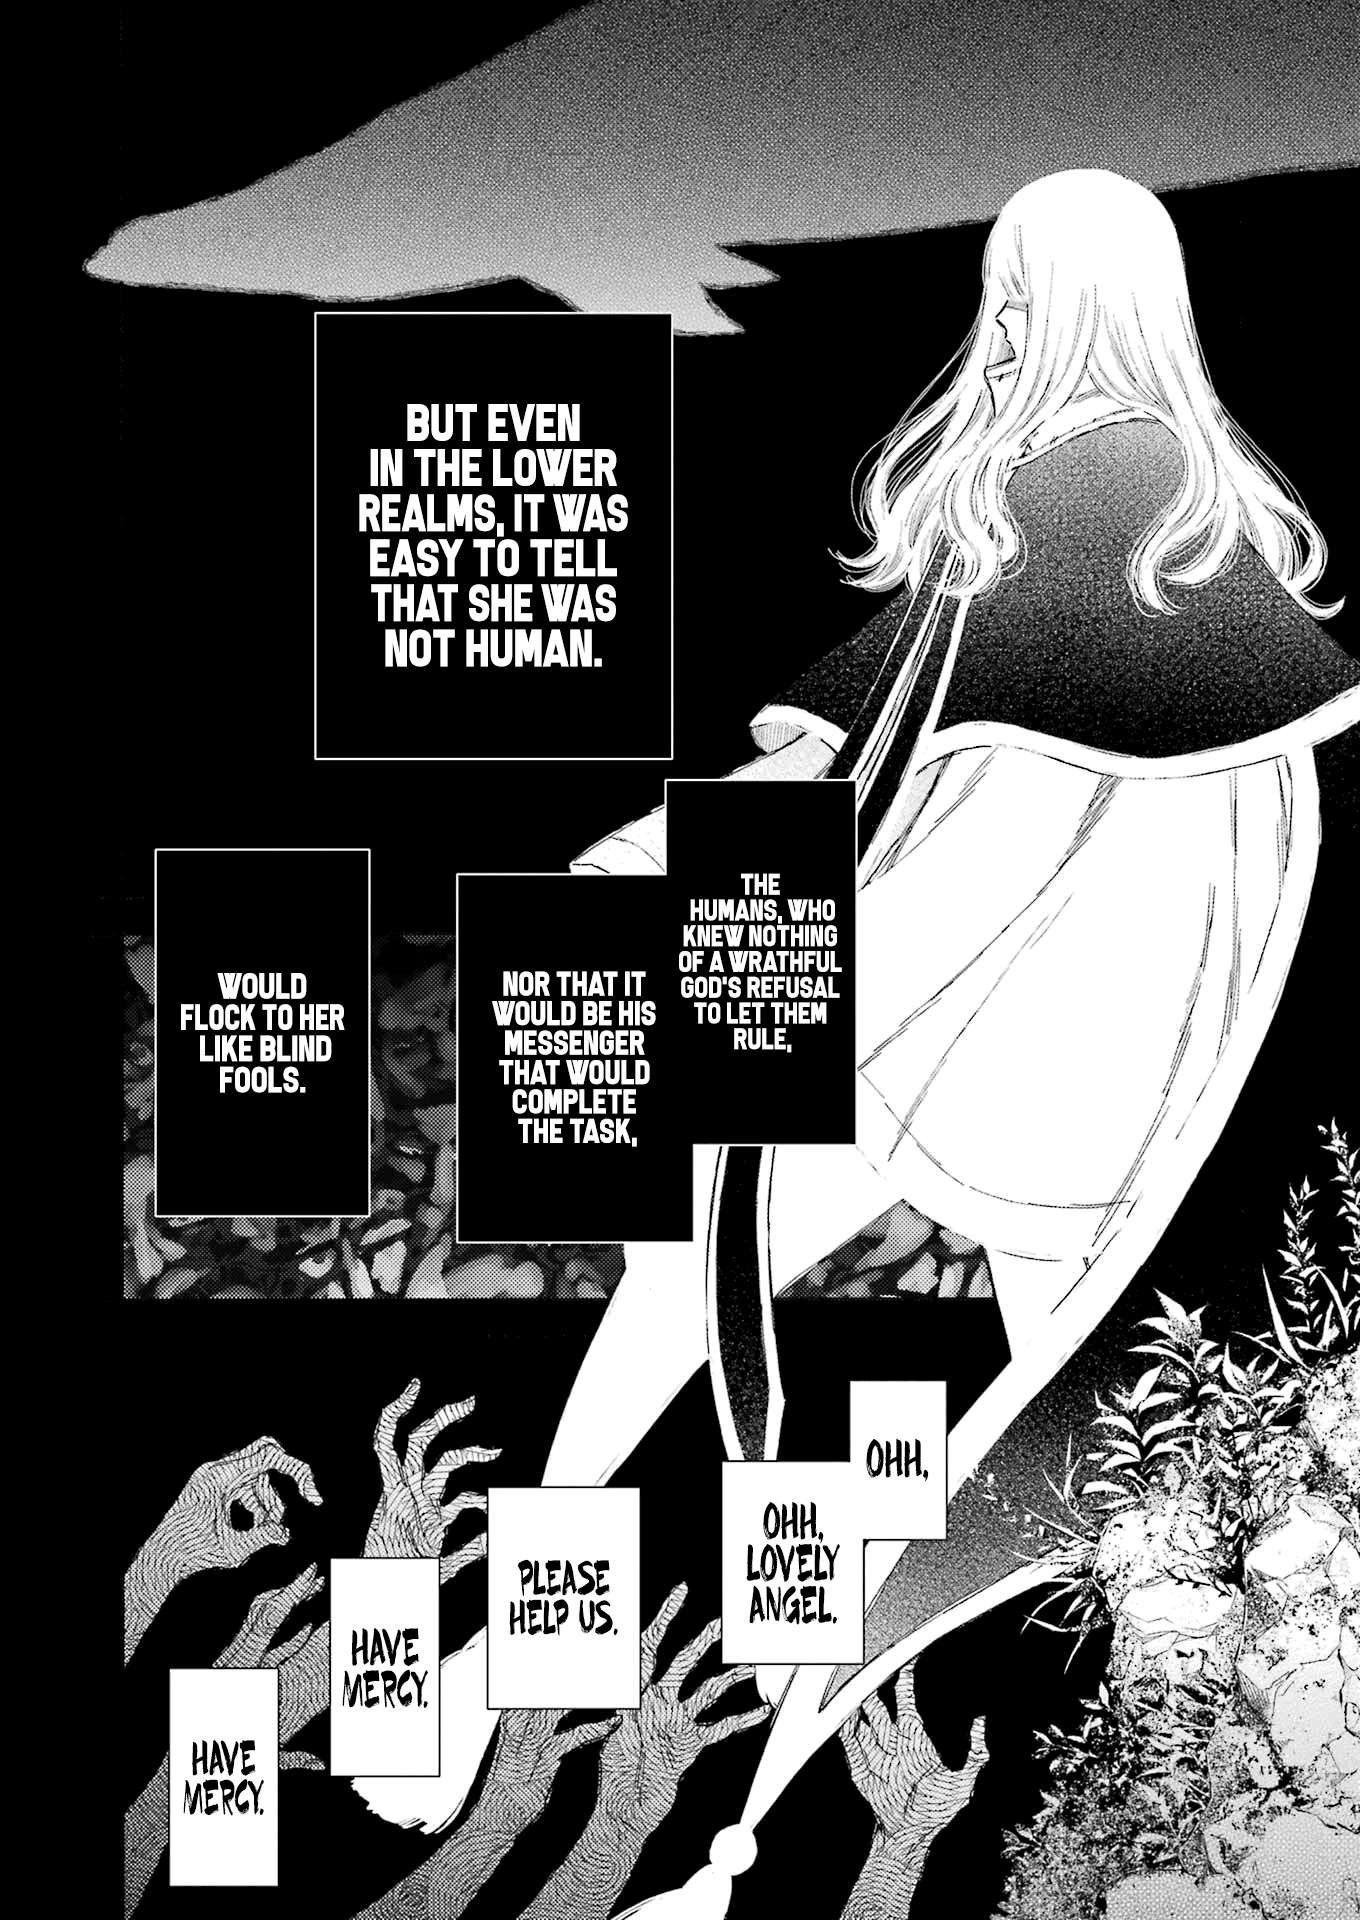 BUT EVEN
IN THE LOWER
REALMS, IT WAS
EASY TO TELL
THAT SHE WAS
NOT HUMAN.
THE
HUMANS, WHO
KNEW NOTHING
OF A WRATHFUL
GOD'S REFUSAL
TO LET THEM
RULE,
NOR THAT IT
WOULD BE HIS
MESSENGER
THAT WOULD
COMPLETE
THE TASK,
WOULD
FLOCK TO HER
LIKE BLIND
FOOLS.
OHH,
OHH,
LOVELY
ANGEL.
PLEASE
HELP US.
HAVE
MERCY.
HAVE
MERCY.